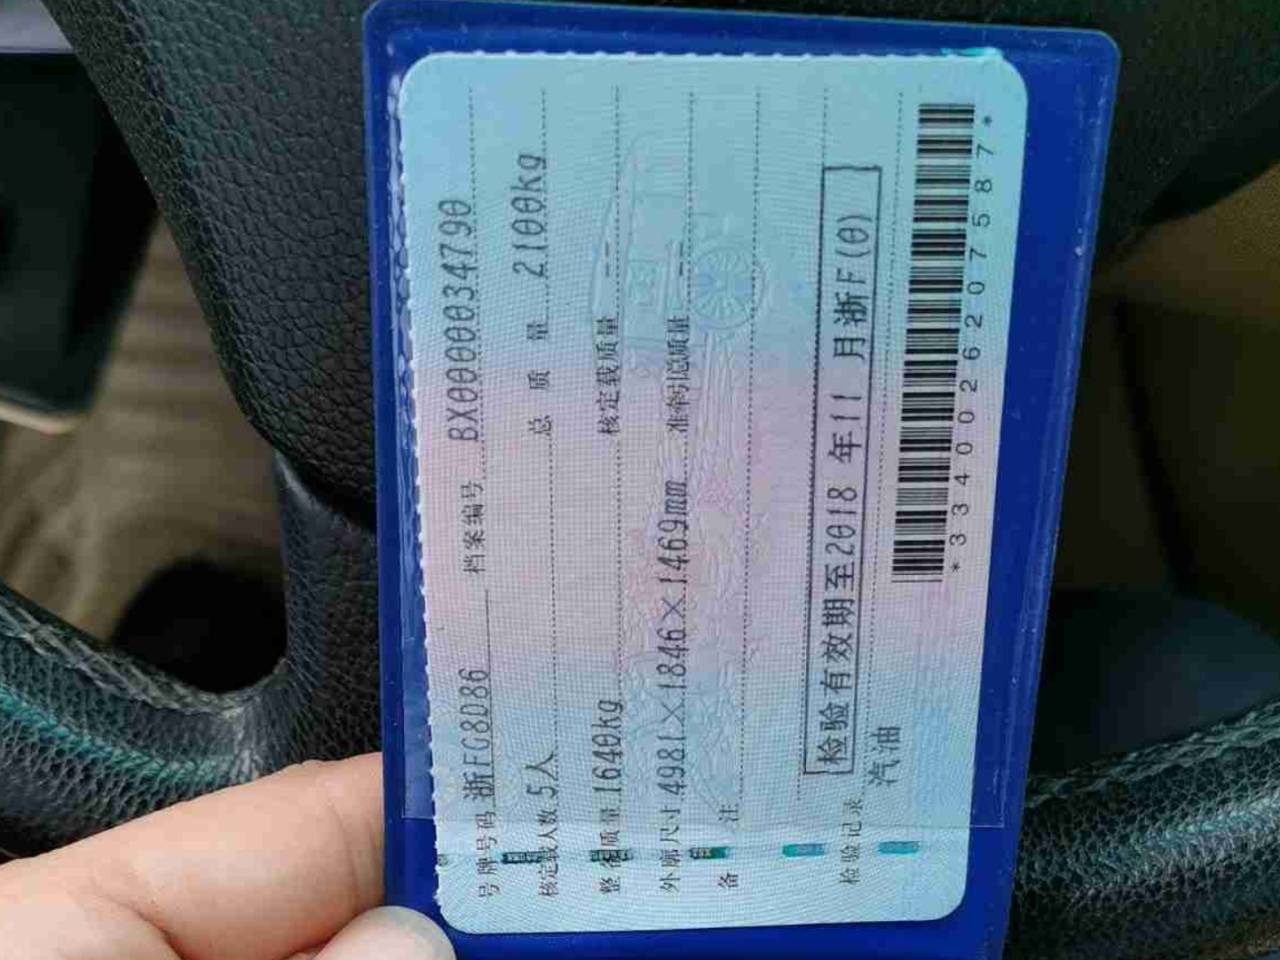 号牌号码 浙FG8D86 档案编号 BX0000034790
核定载人数 5人 总质量 2100kg
整备质量 1640kg 核定载质量 --
外廓尺寸 4981×1846×1469mm 准牵引总质量 --
备注
检验有效期至2018年11月浙F(0)
检验记录 汽油
*3340026207587*